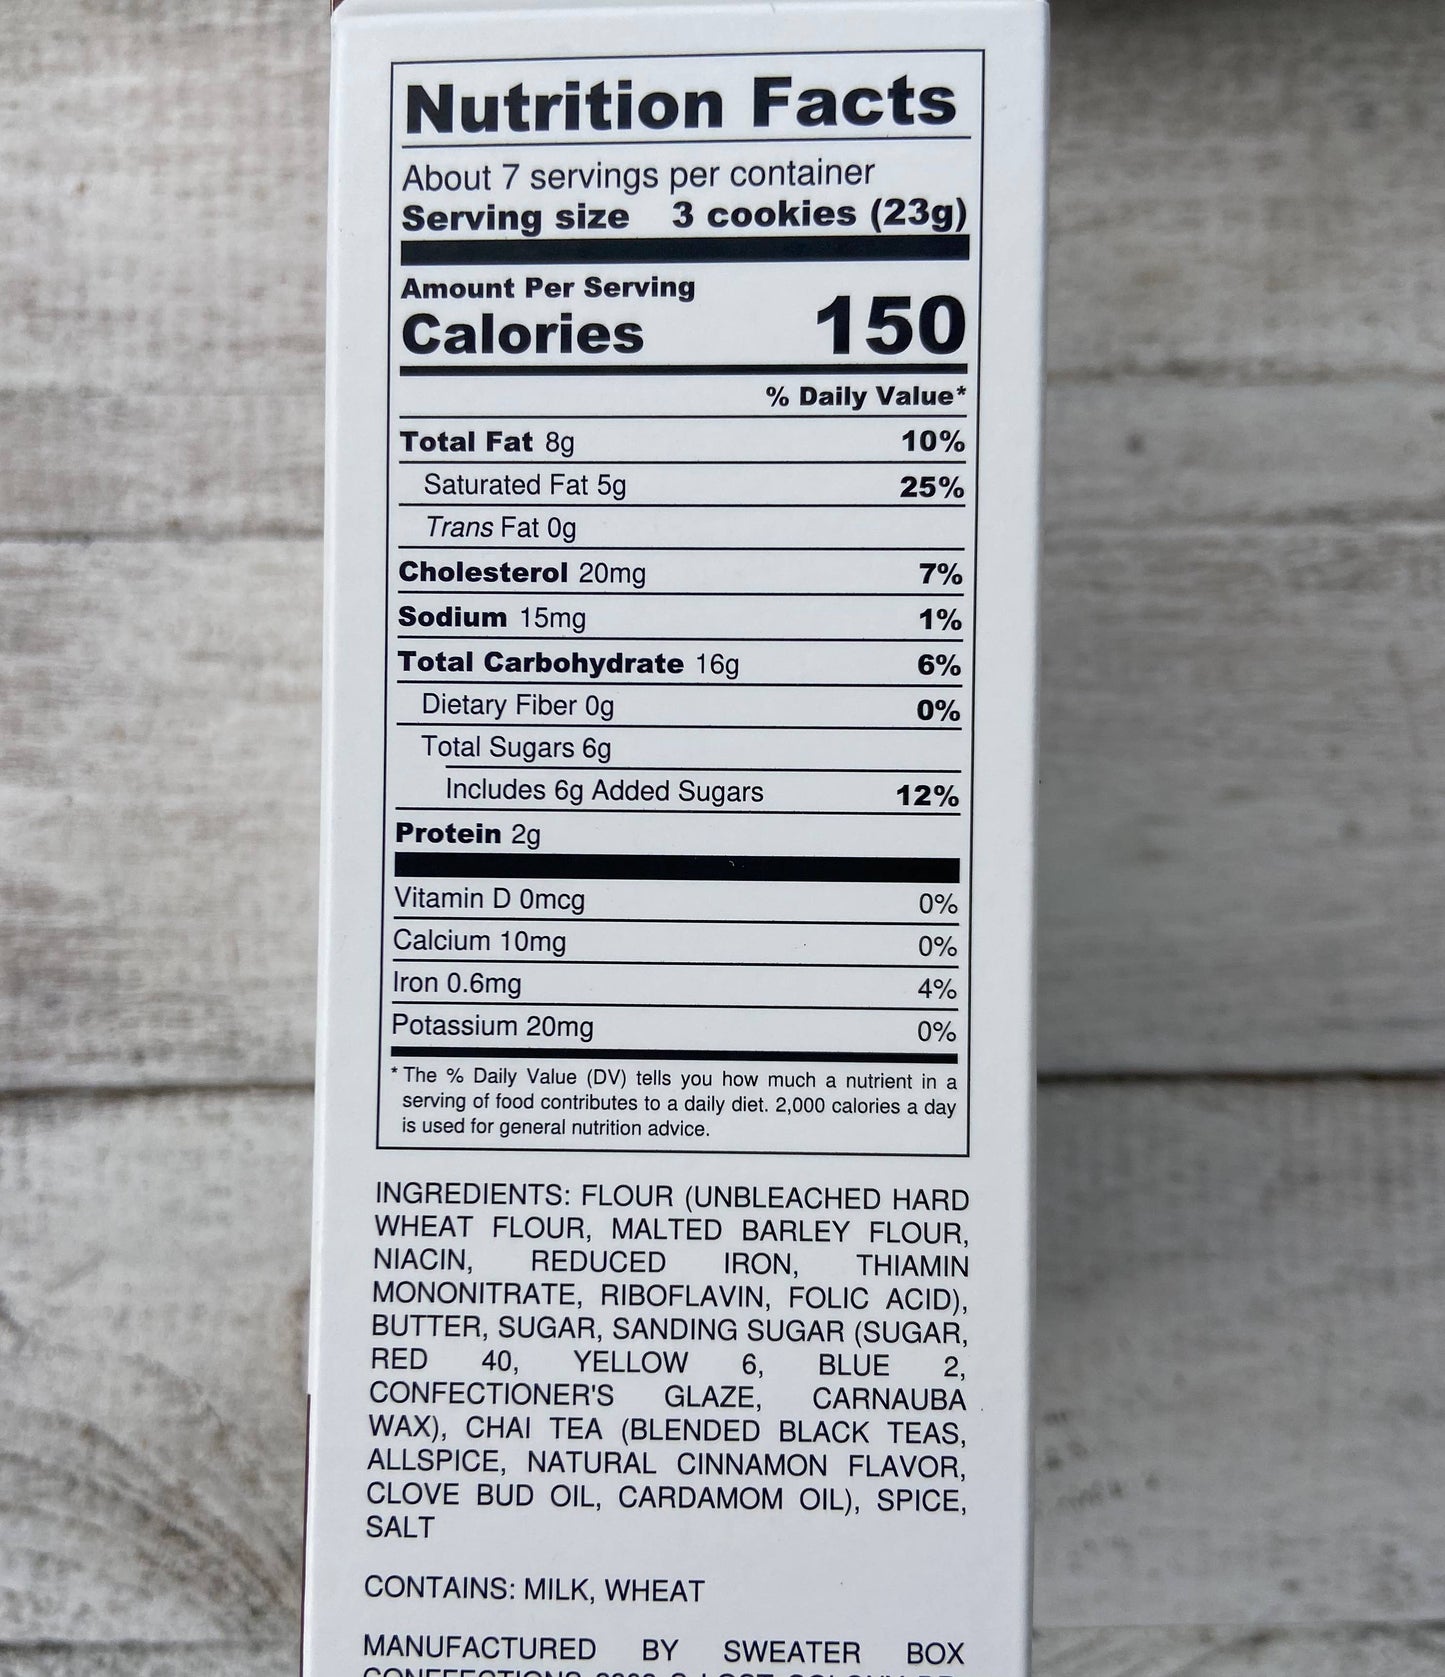 Nutrition Facts
About 7 servings per container
Serving size 3 cookies (23g)
Amount Per Serving
Calories 150
% Daily Value*
Total Fat 8g 10%
Saturated Fat 5g 25%
Trans Fat 0g
Cholesterol 20mg 7%
Sodium 15mg 1%
Total Carbohydrate 16g 6%
Dietary Fiber 0g 0%
Total Sugars 6g
Includes 6g Added Sugars 12%
Protein 2g
Vitamin D 0mcg 0%
Calcium 10mg 0%
Iron 0.6mg 4%
Potassium 20mg 0%
* The % Daily Value (DV) tells you how much a nutrient in a
serving of food contributes to a daily diet. 2,000 calories a day
is used for general nutrition advice.
INGREDIENTS: FLOUR (UNBLEACHED HARD
WHEAT FLOUR, MALTED BARLEY FLOUR,
NIACIN, REDUCED IRON, THIAMIN
MONONITRATE, RIBOFLAVIN, FOLIC ACID),
BUTTER, SUGAR, SANDING SUGAR (SUGAR,
RED 40, YELLOW 6, BLUE 2,
CONFECTIONER'S GLAZE, CARNAUBA
WAX), CHAI TEA (BLENDED BLACK TEAS,
ALLSPICE, NATURAL CINNAMON FLAVOR,
CLOVE BUD OIL, CARDAMOM OIL), SPICE,
SALT
CONTAINS: MILK, WHEAT
MANUFACTURED BY SWEATER BOX